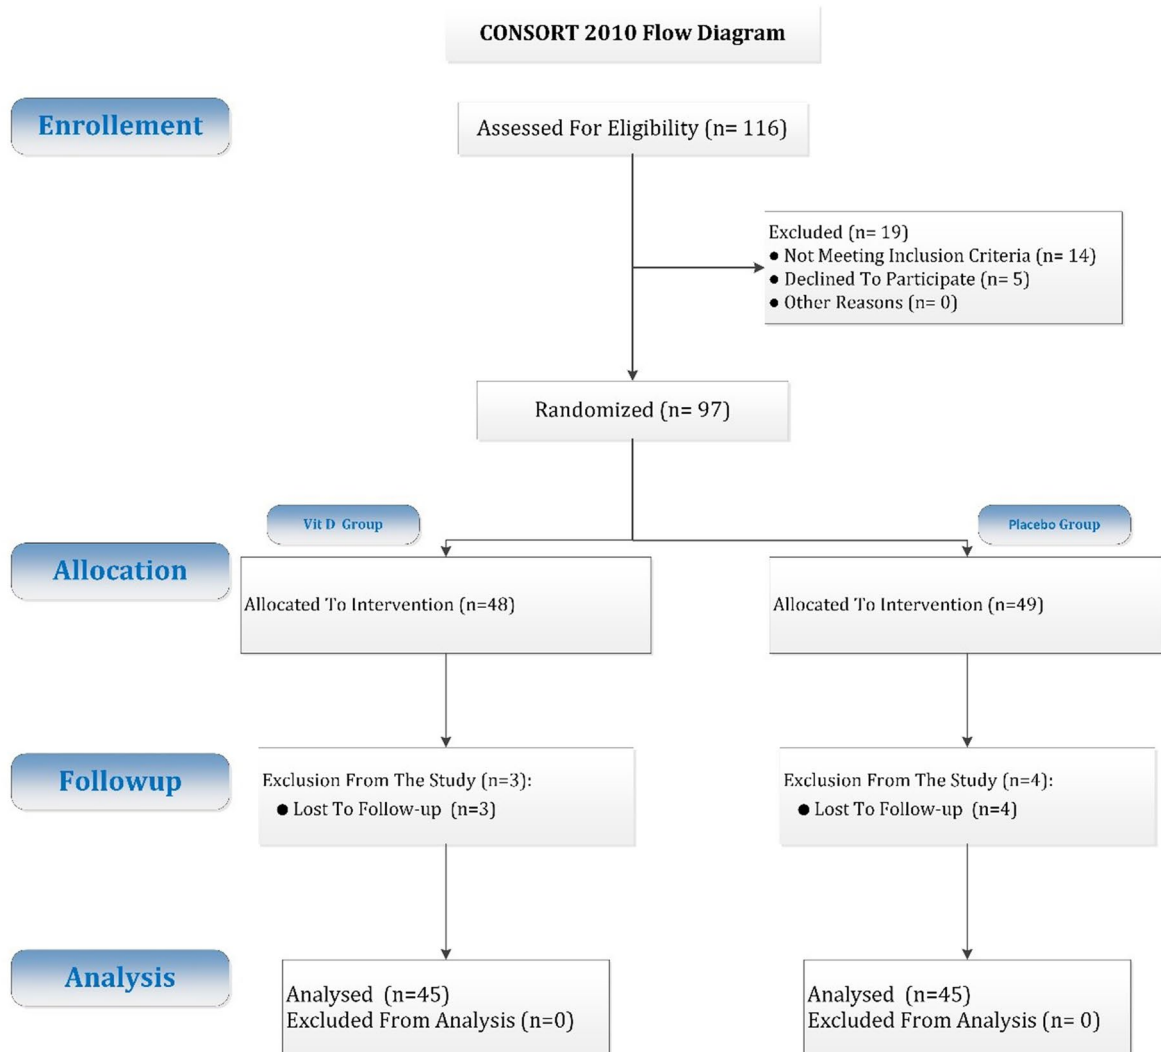 CONSORT 2010 Flow Diagram
Enrollement
Assessed For Eligibility (n= 116)
Excluded (n= 19)
● Not Meeting Inclusion Criteria (n= 14)
● Declined To Participate (n= 5)
● Other Reasons (n= 0)
Randomized (n= 97)
Vit D Group
Placebo Group
Allocation
Allocated To Intervention (n=48)
Allocated To Intervention (n=49)
Followup
Exclusion From The Study (n=3):
● Lost To Follow-up (n=3)
Exclusion From The Study (n=4):
● Lost To Follow-up (n=4)
Analysis
Analysed (n=45)
Excluded From Analysis (n=0)
Analysed (n=45)
Excluded From Analysis (n= 0)